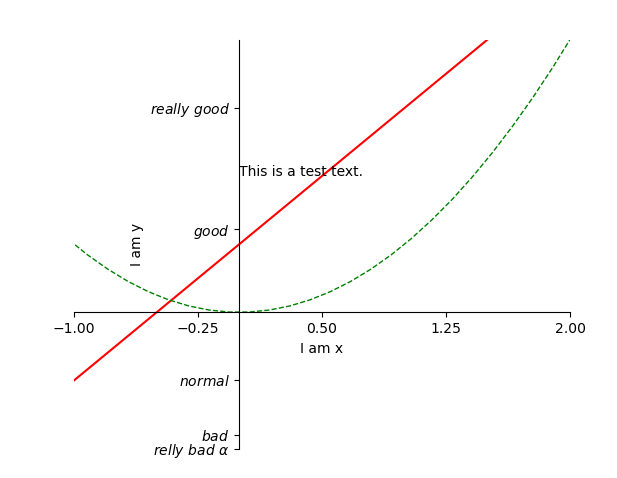 really good
This is a test text.
good
I am y
−1.00 −0.25 0.50 1.25 2.00
I am x
normal
bad
relly bad α